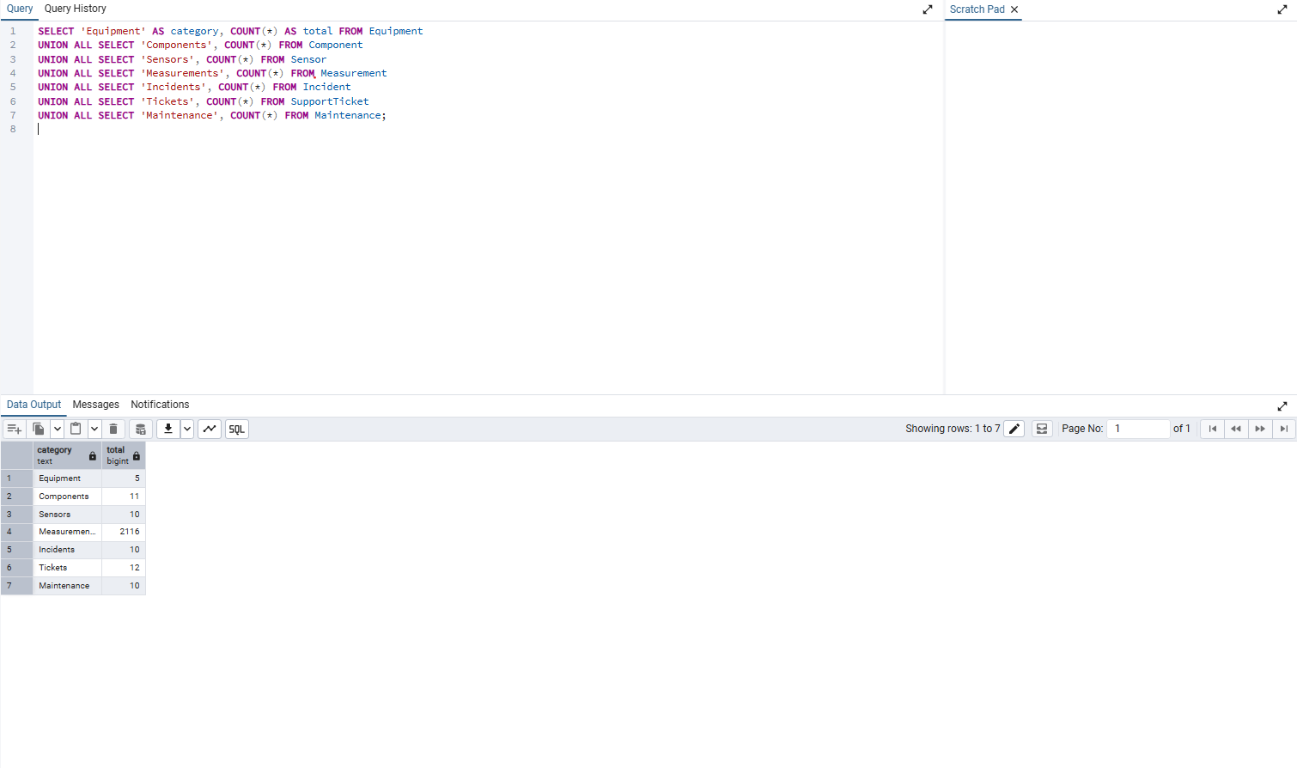 Query Query History Scratch Pad
1 SELECT 'Equipment' AS category, COUNT(*) AS total FROM Equipment
2 UNION ALL SELECT 'Components', COUNT(*) FROM Component
3 UNION ALL SELECT 'Sensors', COUNT(*) FROM Sensor
4 UNION ALL SELECT 'Measurements', COUNT(*) FROM Measurement
5 UNION ALL SELECT 'Incidents', COUNT(*) FROM Incident
6 UNION ALL SELECT 'Tickets', COUNT(*) FROM SupportTicket
7 UNION ALL SELECT 'Maintenance', COUNT(*) FROM Maintenance;
8
Data Output Messages Notifications
SQL Showing rows: 1 to 7 Page No: 1 of 1
category total
text bigint
1 Equipment 5
2 Components 11
3 Sensors 10
4 Measuremen... 2116
5 Incidents 10
6 Tickets 12
7 Maintenance 10